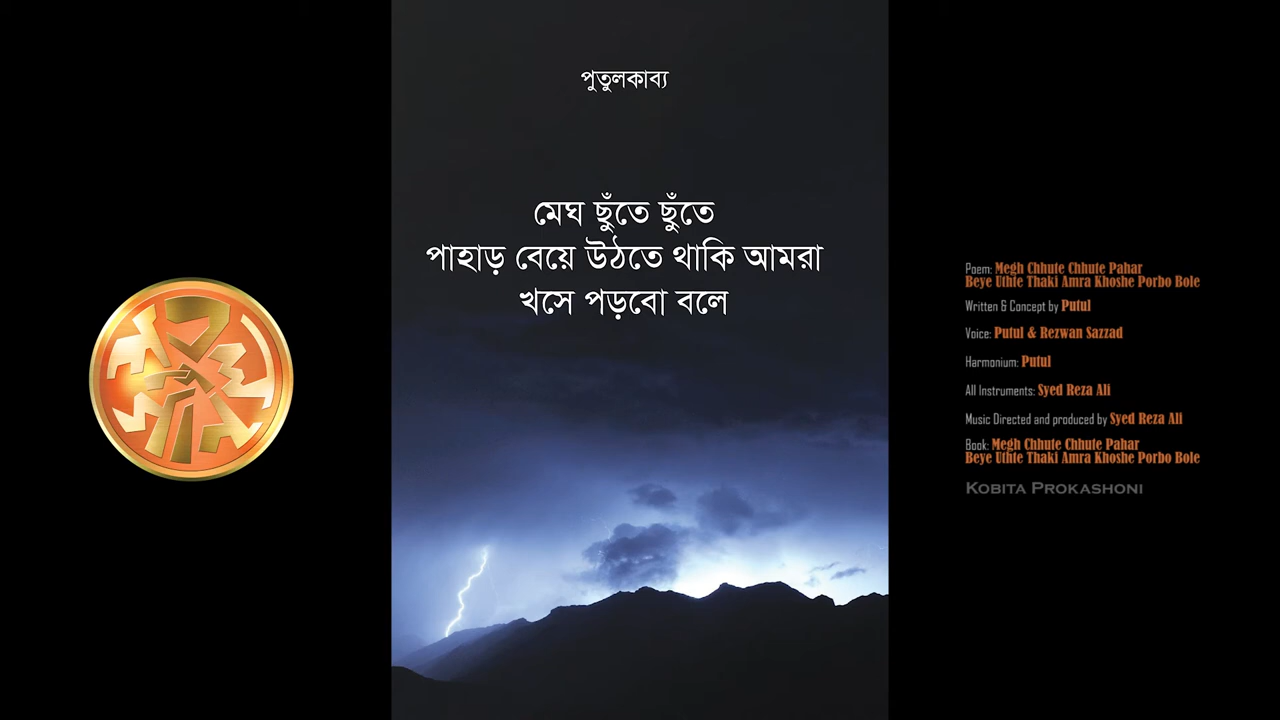 পুতুলকাব্য
মেঘ ছুঁতে ছুঁতে
পাহাড় বেয়ে উঠতে থাকি আমরা
খসে পড়বো বলে
Poem: Megh Chhute Chhute Pahar
Beye Uthte Thaki Amra Khoshe Porbo Bole
Written & Concept by Putul
Voice: Putul & Rezwan Sazzad
Harmonium: Putul
All Instruments: Syed Reza Ali
Music Directed and produced by Syed Reza Ali
Book: Megh Chhute Chhute Pahar
Beye Uthte Thaki Amra Khoshe Porbo Bole
KOBITA PROKASHONI